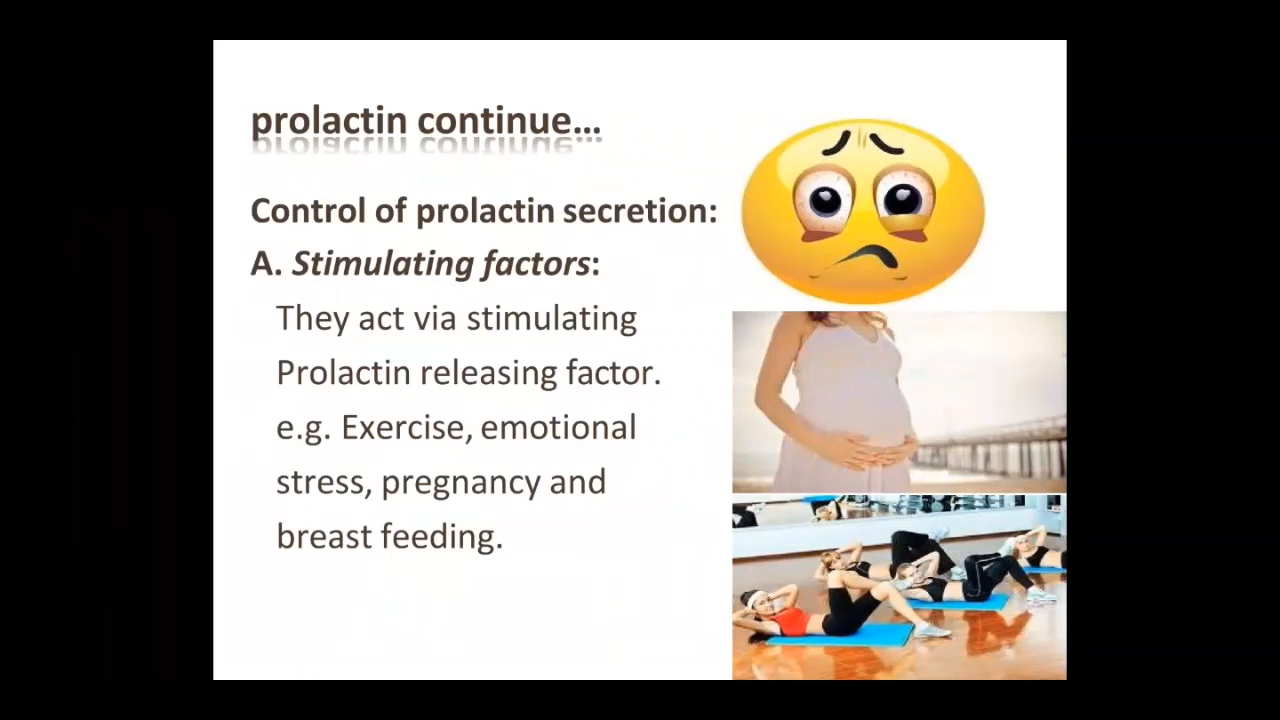 prolactin continue...
Control of prolactin secretion:
A. Stimulating factors:
They act via stimulating
Prolactin releasing factor.
e.g. Exercise, emotional
stress, pregnancy and
breast feeding.